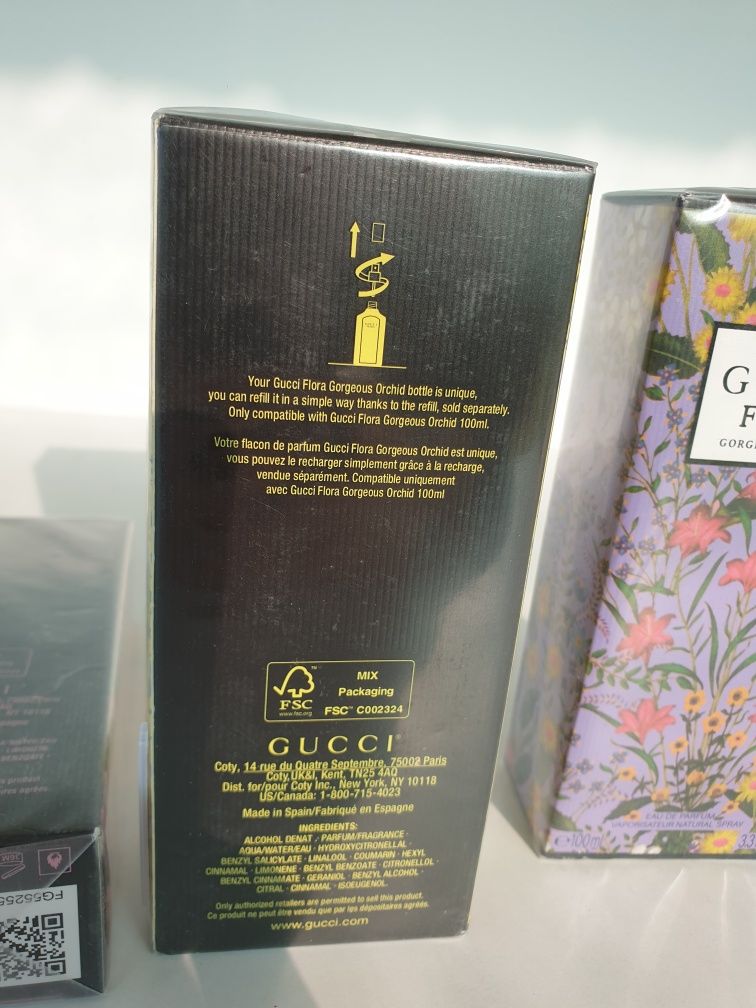 Your Gucci Flora Gorgeous Orchid bottle is unique,
you can refill it in a simple way thanks to the refill, sold separately.
Only compatible with Gucci Flora Gorgeous Orchid 100ml.
Votre flacon de parfum Gucci Flora Gorgeous Orchid est unique,
vous pouvez le recharger simplement grâce à la recharge,
vendue séparément. Compatible uniquement
avec Gucci Flora Gorgeous Orchid 100ml
FSC™
www.fsc.org
MIX
Packaging
FSC™ C002324
GUCCI®
Coty, 14 rue du Quatre Septembre, 75002 Paris
Coty,UK&I, Kent, TN25 4AQ
Dist. for/pour Coty Inc., New York, NY 10118
US/Canada: 1-800-715-4023
Made in Spain/Fabriqué en Espagne
INGREDIENTS:
ALCOHOL DENAT · PARFUM/FRAGRANCE ·
AQUA/WATER/EAU · HYDROXYCITRONELLAL
BENZYL SALICYLATE · LINALOOL · COUMARIN · HEXYL
CINNAMAL · LIMONENE · BENZYL BENZOATE · CITRONELLOL ·
BENZYL CINNAMATE · GERANIOL · BENZYL ALCOHOL ·
CITRAL · CINNAMAL · ISOEUGENOL.
Only authorized retailers are permitted to sell this product.
Ce produit ne peut être vendu que par les dépositaires agréés.
www.gucci.com
G
F
GORG
EAU DE PARFUM
VAPORISATEUR NATURAL SPRAY
e 100ml 3.3
36M
FG5525